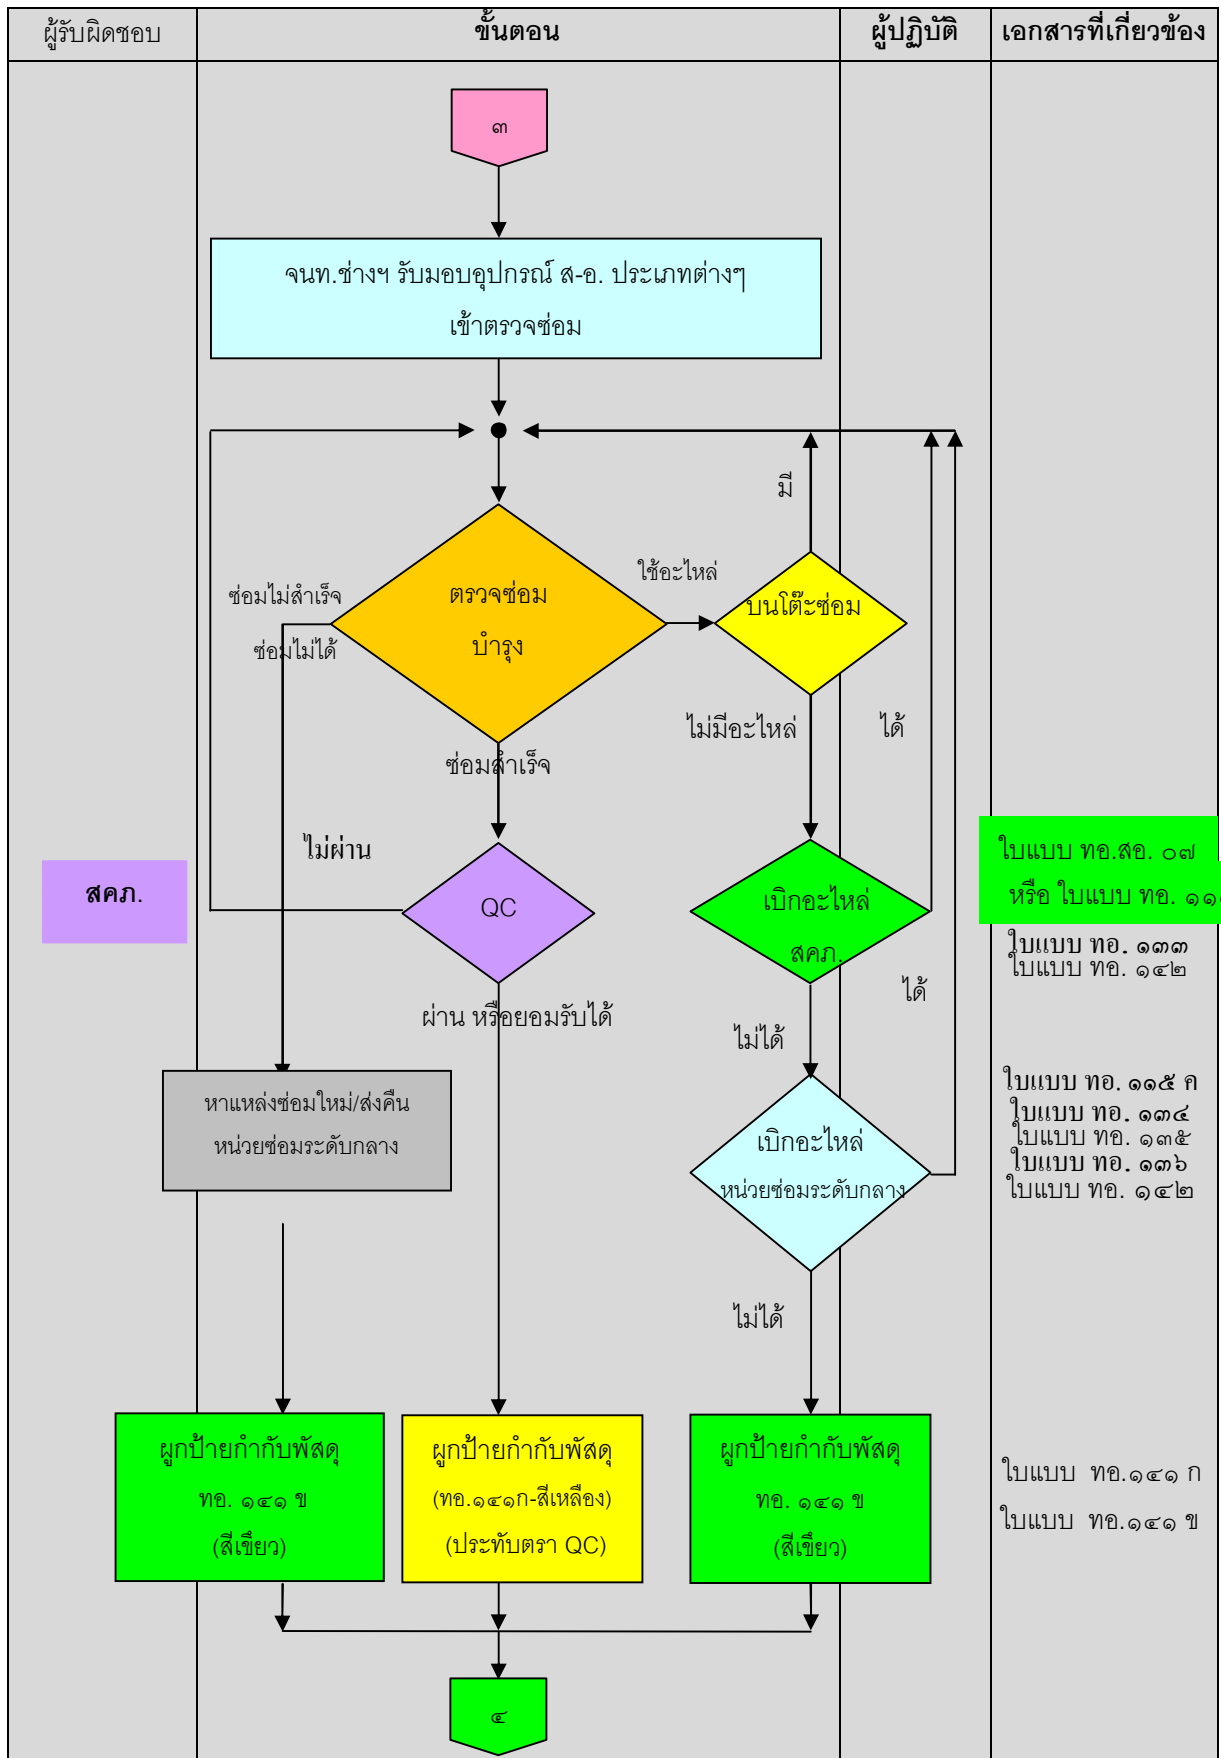 ผู้รับผิดชอบ
ขั้นตอน
ผู้ปฏิบัติ
เอกสารที่เกี่ยวข้อง
๓
จนท.ช่างฯ รับมอบอุปกรณ์ ส-อ. ประเภทต่างๆ
เข้าตรวจซ่อม
มี
ใช้อะไหล่
ซ่อมไม่สำเร็จ
ซ่อมไม่ได้
ตรวจซ่อม
บำรุง
บนโต๊ะซ่อม
ไม่มีอะไหล่
ได้
ซ่อมสำเร็จ
ไม่ผ่าน
สคภ.
QC
เบิกอะไหล่
สคภ.
ใบแบบ ทอ.สอ. ๐๗
หรือ ใบแบบ ทอ.
ใบแบบ ทอ. ๑๓๓
ใบแบบ ทอ. ๑๔๒
ได้
ผ่าน หรือยอมรับได้
ไม่ได้
หาแหล่งซ่อมใหม่/ส่งคืน
หน่วยซ่อมระดับกลาง
เบิกอะไหล่
หน่วยซ่อมระดับกลาง
ใบแบบ ทอ. ๑๑๕ ค
ใบแบบ ทอ. ๑๓๔
ใบแบบ ทอ. ๑๓๕
ใบแบบ ทอ. ๑๓๖
ใบแบบ ทอ. ๑๔๒
ไม่ได้
ผูกป้ายกำกับพัสดุ
ทอ. ๑๔๑ ข
(สีเขียว)
ผูกป้ายกำกับพัสดุ
(ทอ.๑๔๑ก-สีเหลือง)
(ประทับตรา QC)
ผูกป้ายกำกับพัสดุ
ทอ. ๑๔๑ ข
(สีเขียว)
ใบแบบ ทอ.๑๔๑ ก
ใบแบบ ทอ.๑๔๑ ข
๔